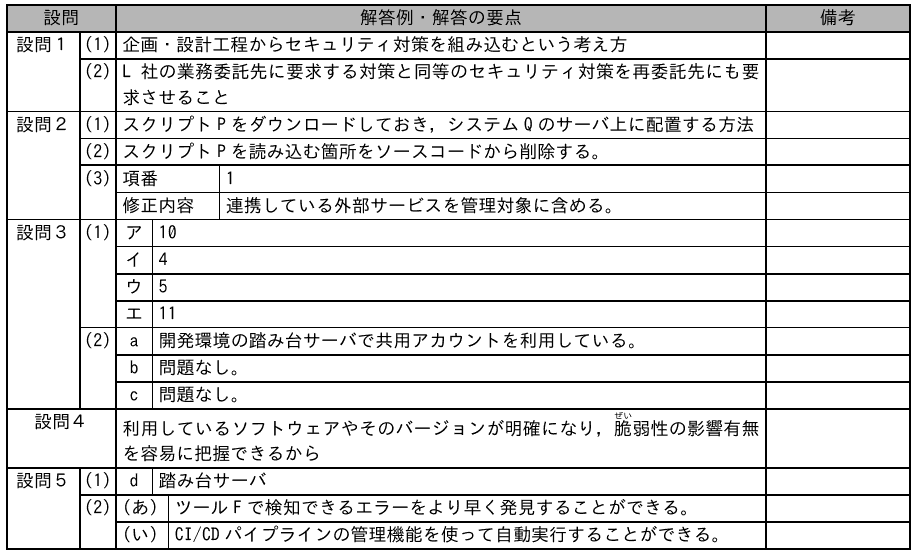 設問 解答例・解答の要点 備考
設問1 (1) 企画・設計工程からセキュリティ対策を組み込むという考え方
(2) L 社の業務委託先に要求する対策と同等のセキュリティ対策を再委託先にも要
求させること
設問2 (1) スクリプト P をダウンロードしておき，システム Q のサーバ上に配置する方法
(2) スクリプト P を読み込む箇所をソースコードから削除する。
(3) 項番 1
修正内容 連携している外部サービスを管理対象に含める。
設問3 (1) ア 10
イ 4
ウ 5
エ 11
(2) a 開発環境の踏み台サーバで共用アカウントを利用している。
b 問題なし。
c 問題なし。
ぜい
設問4 利用しているソフトウェアやそのバージョンが明確になり，脆弱性の影響有無
を容易に把握できるから
設問5 (1) d 踏み台サーバ
(2) (あ) ツール F で検知できるエラーをより早く発見することができる。
(い) CI/CD パイプラインの管理機能を使って自動実行することができる。